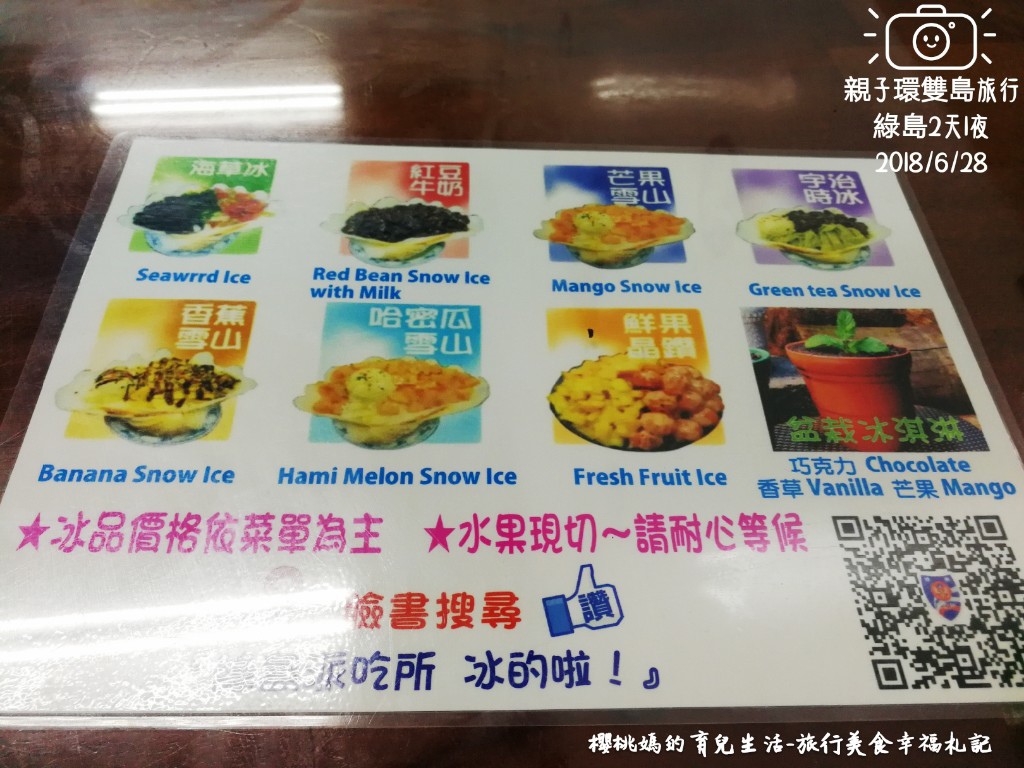 親子環雙島旅行
綠島2天1夜
2018/6/28
海草冰
Seawrrd Ice
紅豆
牛奶
Red Bean Snow Ice
with Milk
芒果
雪山
Mango Snow Ice
宇治
時冰
Green tea Snow Ice
香蕉
雪山
Banana Snow Ice
哈密瓜
雪山
Hami Melon Snow Ice
鮮果
晶鑽
Fresh Fruit Ice
盆栽冰淇淋
巧克力 Chocolate
香草 Vanilla 芒果 Mango
★冰品價格依菜單為主 ★水果現切～請耐心等候
臉書搜尋 讚
派吃所 冰的啦！』
櫻桃媽的育兒生活-旅行美食幸福札記